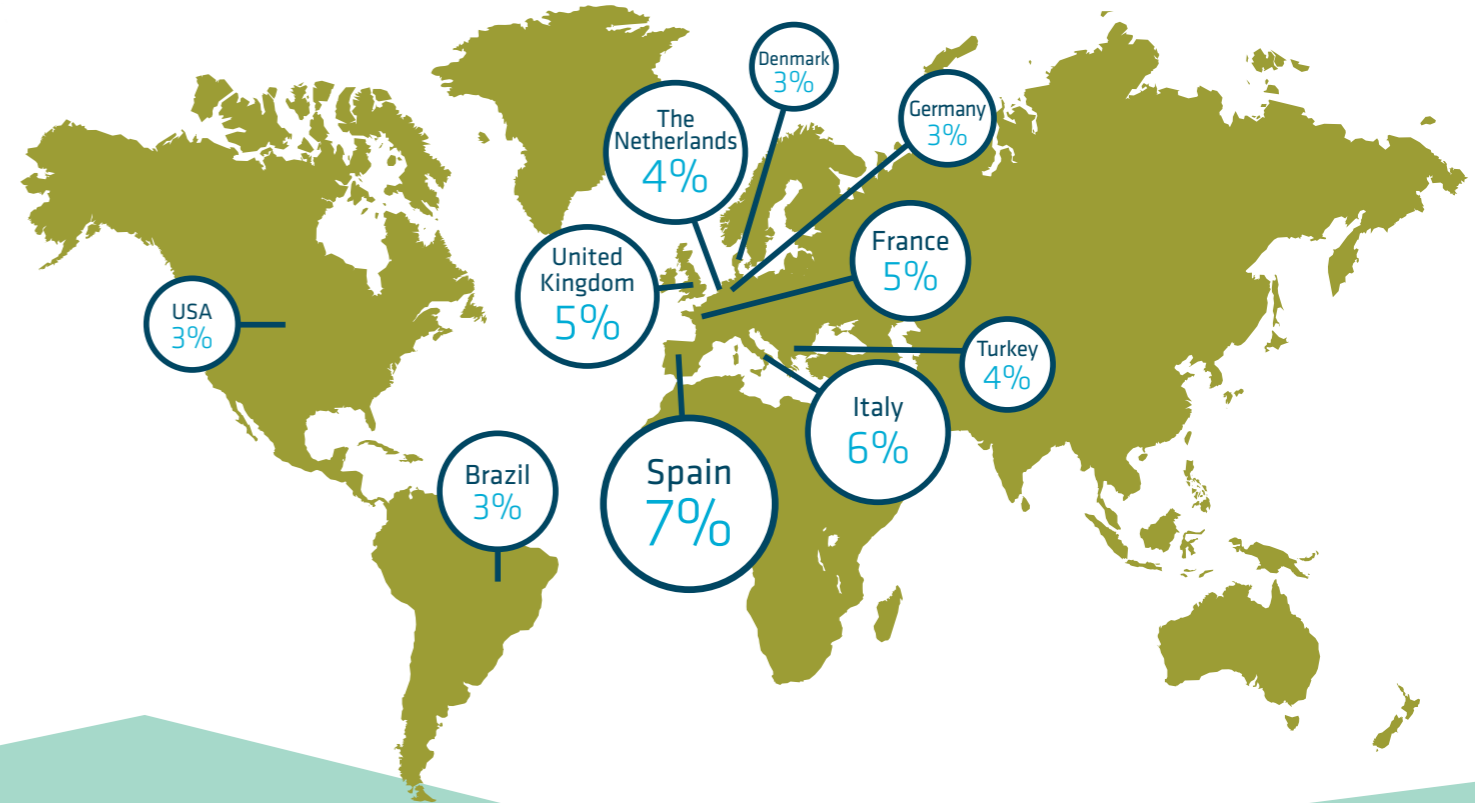 Denmark
3%
The
Netherlands
4%
Germany
3%
United
Kingdom
5%
France
5%
USA
3%
Turkey
4%
Italy
6%
Brazil
3%
Spain
7%